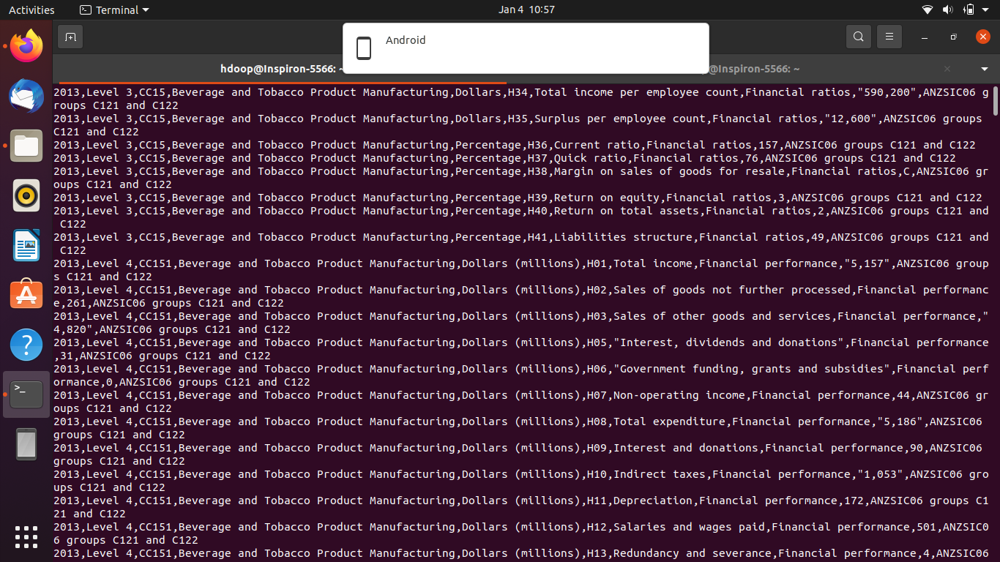 Activities
Terminal
Jan 4 10:57
Android
hdoop@Inspiron-5566: ~
@Inspiron-5566: ~
2013,Level 3,CC15,Beverage and Tobacco Product Manufacturing,Dollars,H34,Total income per employee count,Financial ratios,"590,200",ANZSIC06 g
roups C121 and C122
2013,Level 3,CC15,Beverage and Tobacco Product Manufacturing,Dollars,H35,Surplus per employee count,Financial ratios,"12,600",ANZSIC06 groups
C121 and C122
2013,Level 3,CC15,Beverage and Tobacco Product Manufacturing,Percentage,H36,Current ratio,Financial ratios,157,ANZSIC06 groups C121 and C122
2013,Level 3,CC15,Beverage and Tobacco Product Manufacturing,Percentage,H37,Quick ratio,Financial ratios,76,ANZSIC06 groups C121 and C122
2013,Level 3,CC15,Beverage and Tobacco Product Manufacturing,Percentage,H38,Margin on sales of goods for resale,Financial ratios,C,ANZSIC06 gr
oups C121 and C122
2013,Level 3,CC15,Beverage and Tobacco Product Manufacturing,Percentage,H39,Return on equity,Financial ratios,3,ANZSIC06 groups C121 and C122
2013,Level 3,CC15,Beverage and Tobacco Product Manufacturing,Percentage,H40,Return on total assets,Financial ratios,2,ANZSIC06 groups C121 and
C122
2013,Level 3,CC15,Beverage and Tobacco Product Manufacturing,Percentage,H41,Liabilities structure,Financial ratios,49,ANZSIC06 groups C121 and
C122
2013,Level 4,CC151,Beverage and Tobacco Product Manufacturing,Dollars (millions),H01,Total income,Financial performance,"5,157",ANZSIC06 group
s C121 and C122
2013,Level 4,CC151,Beverage and Tobacco Product Manufacturing,Dollars (millions),H02,Sales of goods not further processed,Financial performanc
e,261,ANZSIC06 groups C121 and C122
2013,Level 4,CC151,Beverage and Tobacco Product Manufacturing,Dollars (millions),H03,Sales of other goods and services,Financial performance,"
4,820",ANZSIC06 groups C121 and C122
2013,Level 4,CC151,Beverage and Tobacco Product Manufacturing,Dollars (millions),H05,"Interest, dividends and donations",Financial performance
,31,ANZSIC06 groups C121 and C122
2013,Level 4,CC151,Beverage and Tobacco Product Manufacturing,Dollars (millions),H06,"Government funding, grants and subsidies",Financial perf
ormance,0,ANZSIC06 groups C121 and C122
2013,Level 4,CC151,Beverage and Tobacco Product Manufacturing,Dollars (millions),H07,Non-operating income,Financial performance,44,ANZSIC06 gr
oups C121 and C122
2013,Level 4,CC151,Beverage and Tobacco Product Manufacturing,Dollars (millions),H08,Total expenditure,Financial performance,"5,186",ANZSIC06
groups C121 and C122
2013,Level 4,CC151,Beverage and Tobacco Product Manufacturing,Dollars (millions),H09,Interest and donations,Financial performance,90,ANZSIC06
groups C121 and C122
2013,Level 4,CC151,Beverage and Tobacco Product Manufacturing,Dollars (millions),H10,Indirect taxes,Financial performance,"1,053",ANZSIC06 gro
ups C121 and C122
2013,Level 4,CC151,Beverage and Tobacco Product Manufacturing,Dollars (millions),H11,Depreciation,Financial performance,172,ANZSIC06 groups C1
21 and C122
2013,Level 4,CC151,Beverage and Tobacco Product Manufacturing,Dollars (millions),H12,Salaries and wages paid,Financial performance,501,ANZSIC0
6 groups C121 and C122
2013,Level 4,CC151,Beverage and Tobacco Product Manufacturing,Dollars (millions),H13,Redundancy and severance,Financial performance,4,ANZSIC06